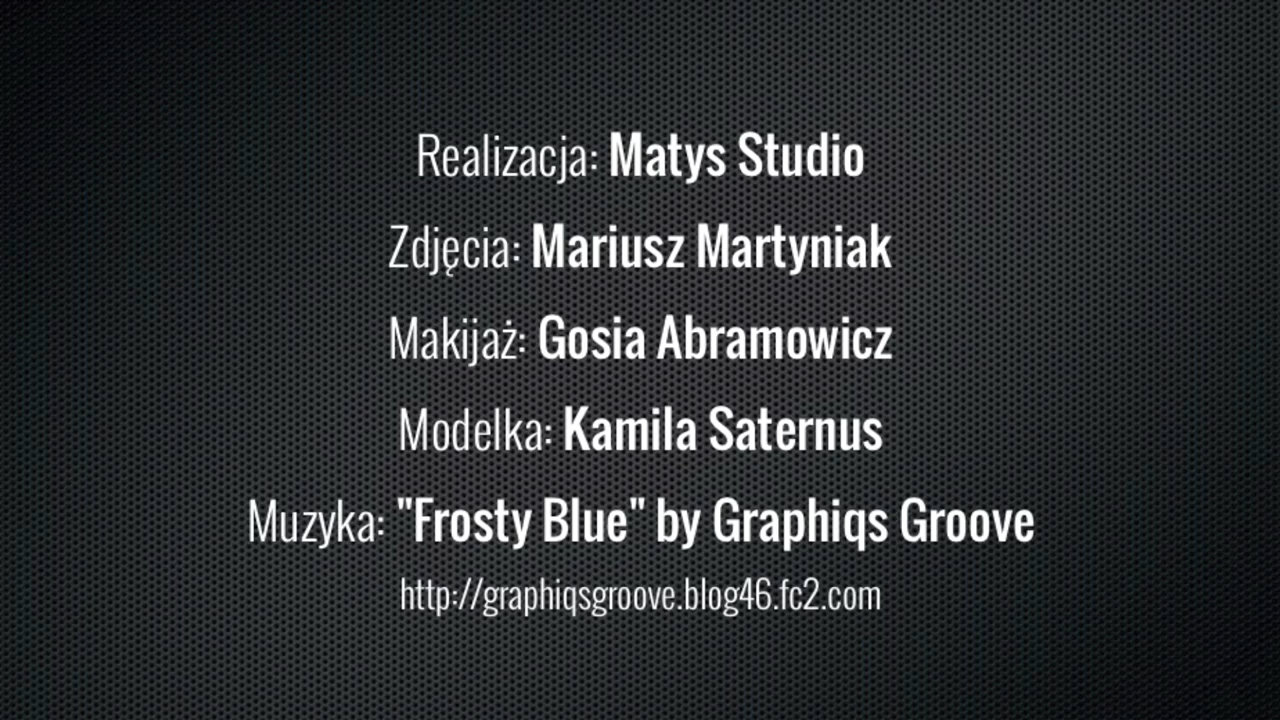 Realizacja: Matys Studio
Zdjęcia: Mariusz Martyniak
Makijaż: Gosia Abramowicz
Modelka: Kamila Saternus
Muzyka: "Frosty Blue" by Graphiqs Groove
http://graphiqsgroove.blog46.fc2.com